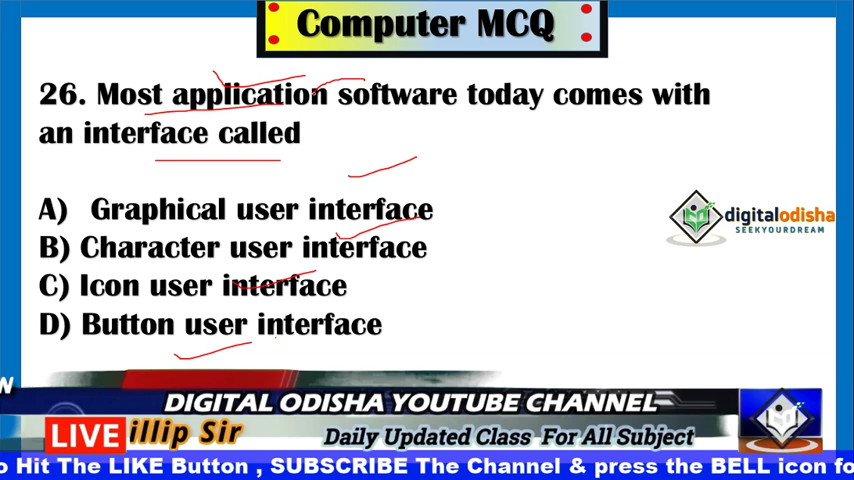 Computer MCQ
26. Most application software today comes with
an interface called
A) Graphical user interface
B) Character user interface
C) Icon user interface
D) Button user interface
digitalodisha
SEEKYOURDREAM
DIGITAL ODISHA YOUTUBE CHANNEL
LIVE illip Sir Daily Updated Class For All Subject
o Hit The LIKE Button , SUBSCRIBE The Channel & press the BELL icon fo